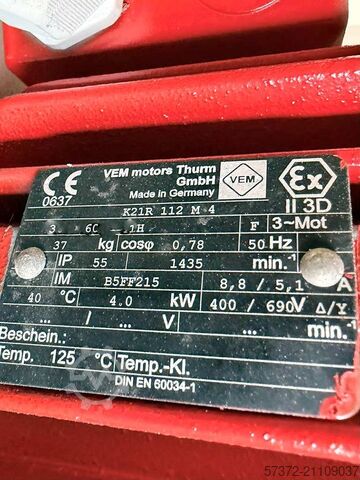 CE
0637
VEM motors Thurm
GmbH
Made in Germany
VEM
Ex
II 3D
K21R 112 M 4
F 3~Mot
37 kg cosφ 0,78 50 Hz
IP 55 1435 min.⁻¹
IM B5FF215 8,8 / 5,1 A
40 °C 4.0 kW 400 / 690 V Δ/Y
... / ... V ... min.⁻¹
Beschein.:
Temp. 125 °C Temp.-Kl.
DIN EN 60034-1
57372-21109037